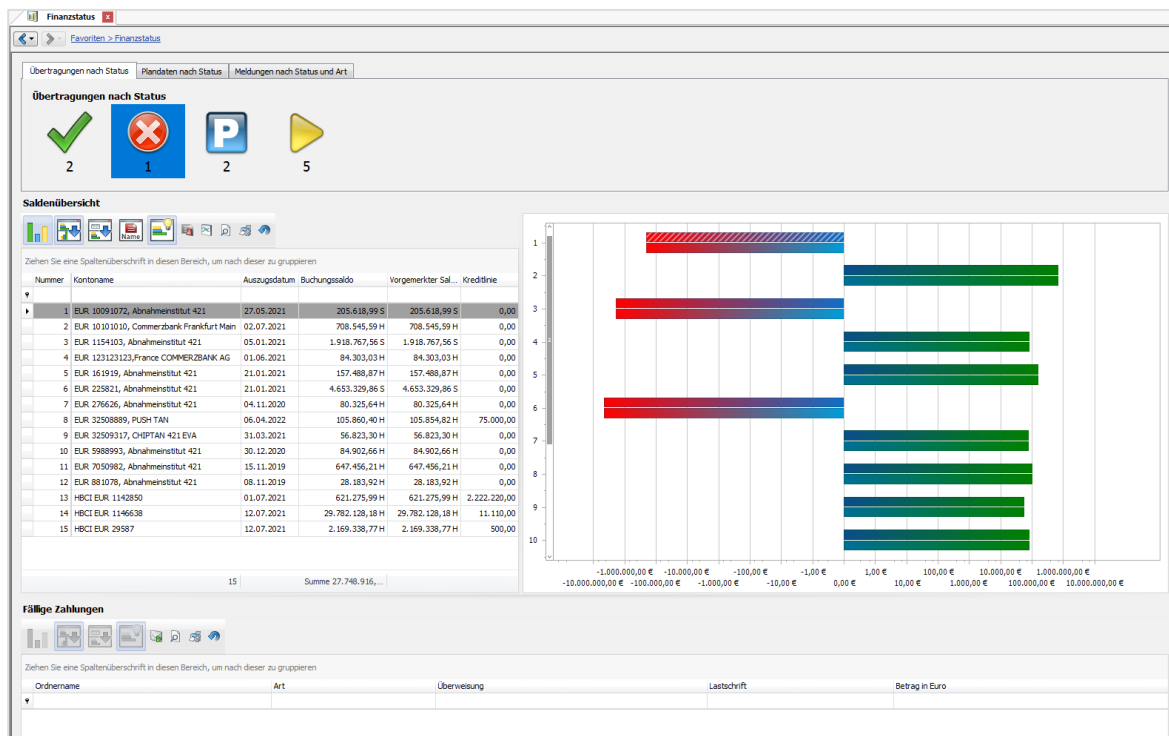 Finanzstatus
Favoriten > Finanzstatus
Übertragungen nach Status Plandaten nach Status Meldungen nach Status und Art
Übertragungen nach Status
P
2 1 2 5
Saldenübersicht
Name
Ziehen Sie eine Spaltenüberschrift in diesen Bereich, um nach dieser zu gruppieren
Nummer Kontoname Auszugsdatum Buchungssaldo Vorgemerkter Sal... Kreditlinie
1 EUR 10091072, Abnahmeinstitut 421 27.05.2021 205.618,99 S 205.618,99 S 0,00
2 EUR 10101010, Commerzbank Frankfurt Main 02.07.2021 708.545,59 H 708.545,59 H 0,00
3 EUR 1154103, Abnahmeinstitut 421 05.01.2021 1.918.767,56 S 1.918.767,56 S 0,00
4 EUR 123123123,France COMMERZBANK AG 01.06.2021 84.303,03 H 84.303,03 H 0,00
5 EUR 161919, Abnahmeinstitut 421 21.01.2021 157.488,87 H 157.488,87 H 0,00
6 EUR 225821, Abnahmeinstitut 421 21.01.2021 4.653.329,86 S 4.653.329,86 S 0,00
7 EUR 276626, Abnahmeinstitut 421 04.11.2020 80.325,64 H 80.325,64 H 0,00
8 EUR 32508889, PUSH TAN 06.04.2022 105.860,40 H 105.854,82 H 75.000,00
9 EUR 32509317, CHIPTAN 421 EVA 31.03.2021 56.823,30 H 56.823,30 H 0,00
10 EUR 5988993, Abnahmeinstitut 421 30.12.2020 84.902,66 H 84.902,66 H 0,00
11 EUR 7050982, Abnahmeinstitut 421 15.11.2019 647.456,21 H 647.456,21 H 0,00
12 EUR 881078, Abnahmeinstitut 421 08.11.2019 28.183,92 H 28.183,92 H 0,00
13 HBCI EUR 1142850 01.07.2021 621.275,99 H 621.275,99 H 2.222.220,00
14 HBCI EUR 1146638 12.07.2021 29.782.128,18 H 29.782.128,18 H 11.110,00
15 HBCI EUR 29587 12.07.2021 2.169.338,77 H 2.169.338,77 H 500,00
15 Summe 27.748.916,...
1
2
3
4
5
6
7
8
9
10
-1.000.000,00 € -10.000,00 € -100,00 € -1,00 € 1,00 € 100,00 € 10.000,00 € 1.000.000,00 €
-10.000.000,00 € -100.000,00 € -1.000,00 € -10,00 € 0,00 € 10,00 € 1.000,00 € 100.000,00 € 10.000.000,00 €
Fällige Zahlungen
Ziehen Sie eine Spaltenüberschrift in diesen Bereich, um nach dieser zu gruppieren
Ordnername Art Überweisung Lastschrift Betrag in Euro